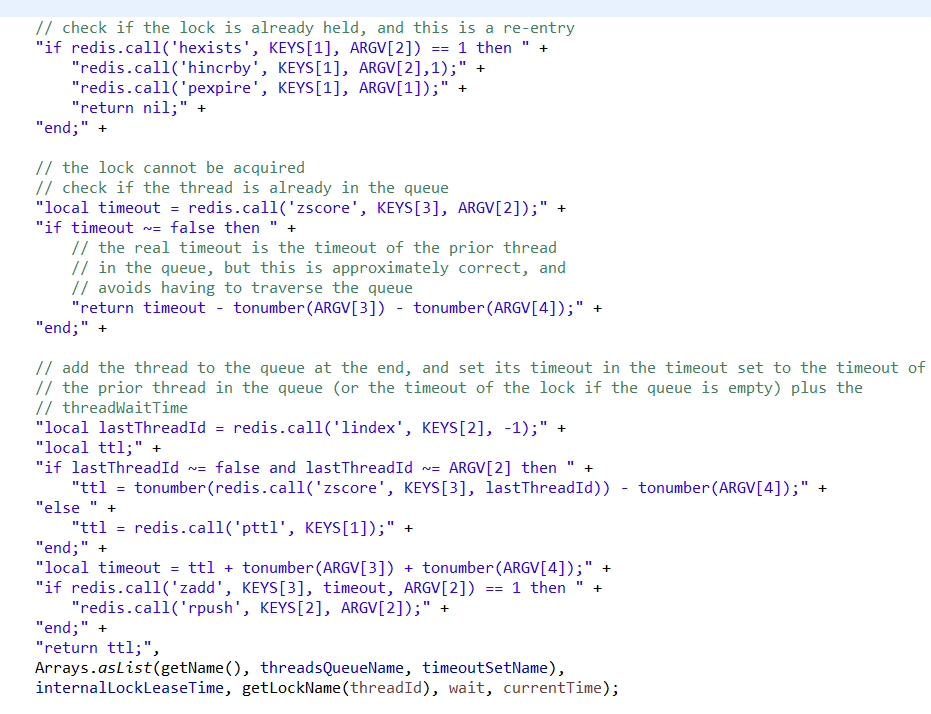 // check if the lock is already held, and this is a re-entry
"if redis.call('hexists', KEYS[1], ARGV[2]) == 1 then " +
"redis.call('hincrby', KEYS[1], ARGV[2],1);" +
"redis.call('pexpire', KEYS[1], ARGV[1]);" +
"return nil;" +
"end;" +
// the lock cannot be acquired
// check if the thread is already in the queue
"local timeout = redis.call('zscore', KEYS[3], ARGV[2]);" +
"if timeout ~= false then " +
// the real timeout is the timeout of the prior thread
// in the queue, but this is approximately correct, and
// avoids having to traverse the queue
"return timeout - tonumber(ARGV[3]) - tonumber(ARGV[4]);" +
"end;" +
// add the thread to the queue at the end, and set its timeout in the timeout set to the timeout of
// the prior thread in the queue (or the timeout of the lock if the queue is empty) plus the
// threadWaitTime
"local lastThreadId = redis.call('lindex', KEYS[2], -1);" +
"local ttl;" +
"if lastThreadId ~= false and lastThreadId ~= ARGV[2] then " +
"ttl = tonumber(redis.call('zscore', KEYS[3], lastThreadId)) - tonumber(ARGV[4]);" +
"else " +
"ttl = redis.call('pttl', KEYS[1]);" +
"end;" +
"local timeout = ttl + tonumber(ARGV[3]) + tonumber(ARGV[4]);" +
"if redis.call('zadd', KEYS[3], timeout, ARGV[2]) == 1 then " +
"redis.call('rpush', KEYS[2], ARGV[2]);" +
"end;" +
"return ttl;",
Arrays.asList(getName(), threadsQueueName, timeoutSetName),
internalLockLeaseTime, getLockName(threadId), wait, currentTime);